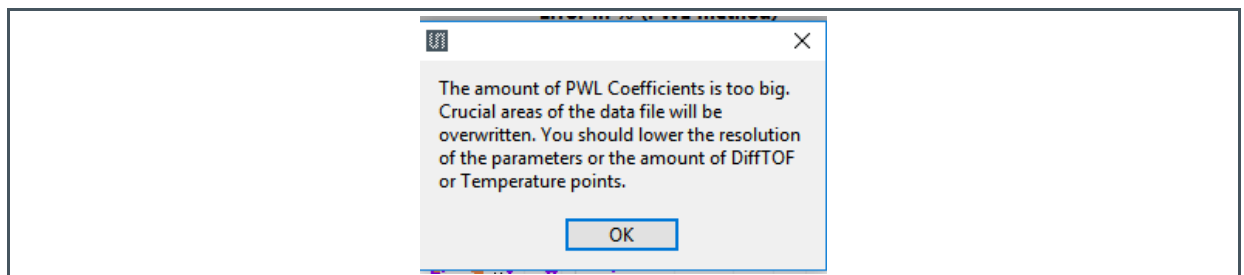 The amount of PWL Coefficients is too big.
Crucial areas of the data file will be
overwritten. You should lower the resolution
of the parameters or the amount of DiffTOF
or Temperature points.
OK